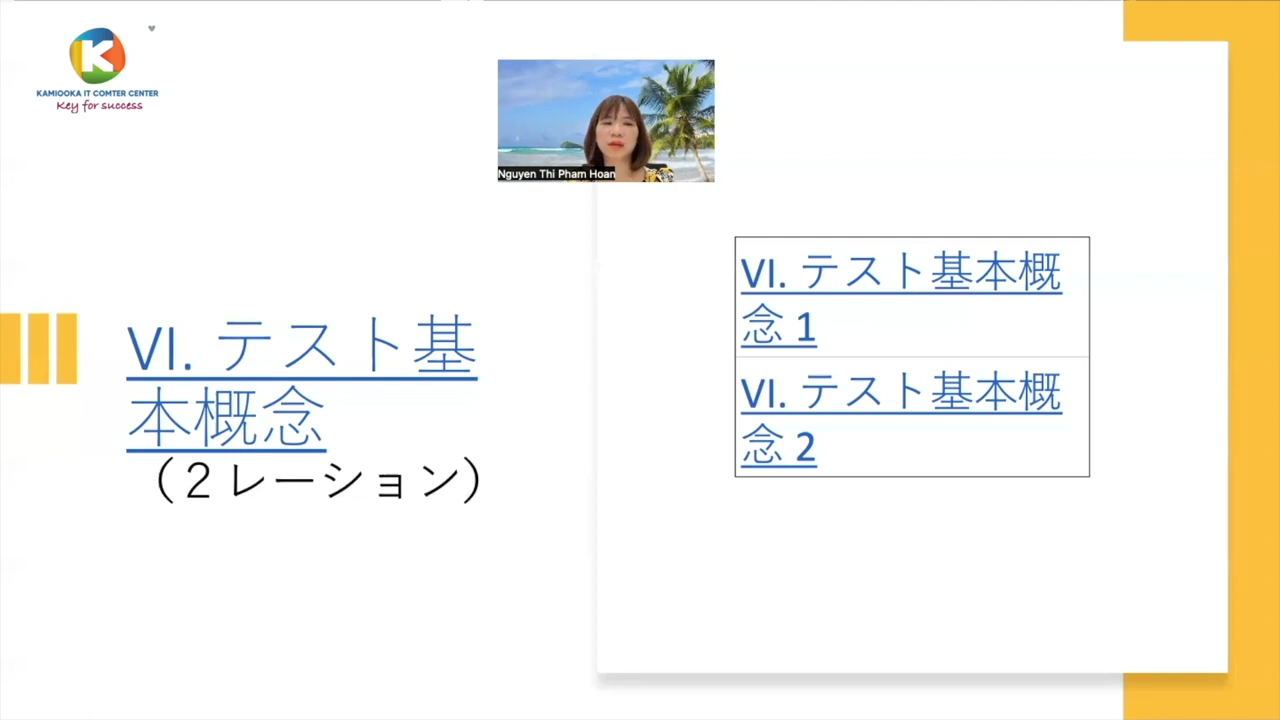 KAMIOOKA IT COMTER CENTER
Key for success
Nguyen Thi Pham Hoan
VI. テスト基
本概念
（２レーション）
VI. テスト基本概
念 1
VI. テスト基本概
念 2